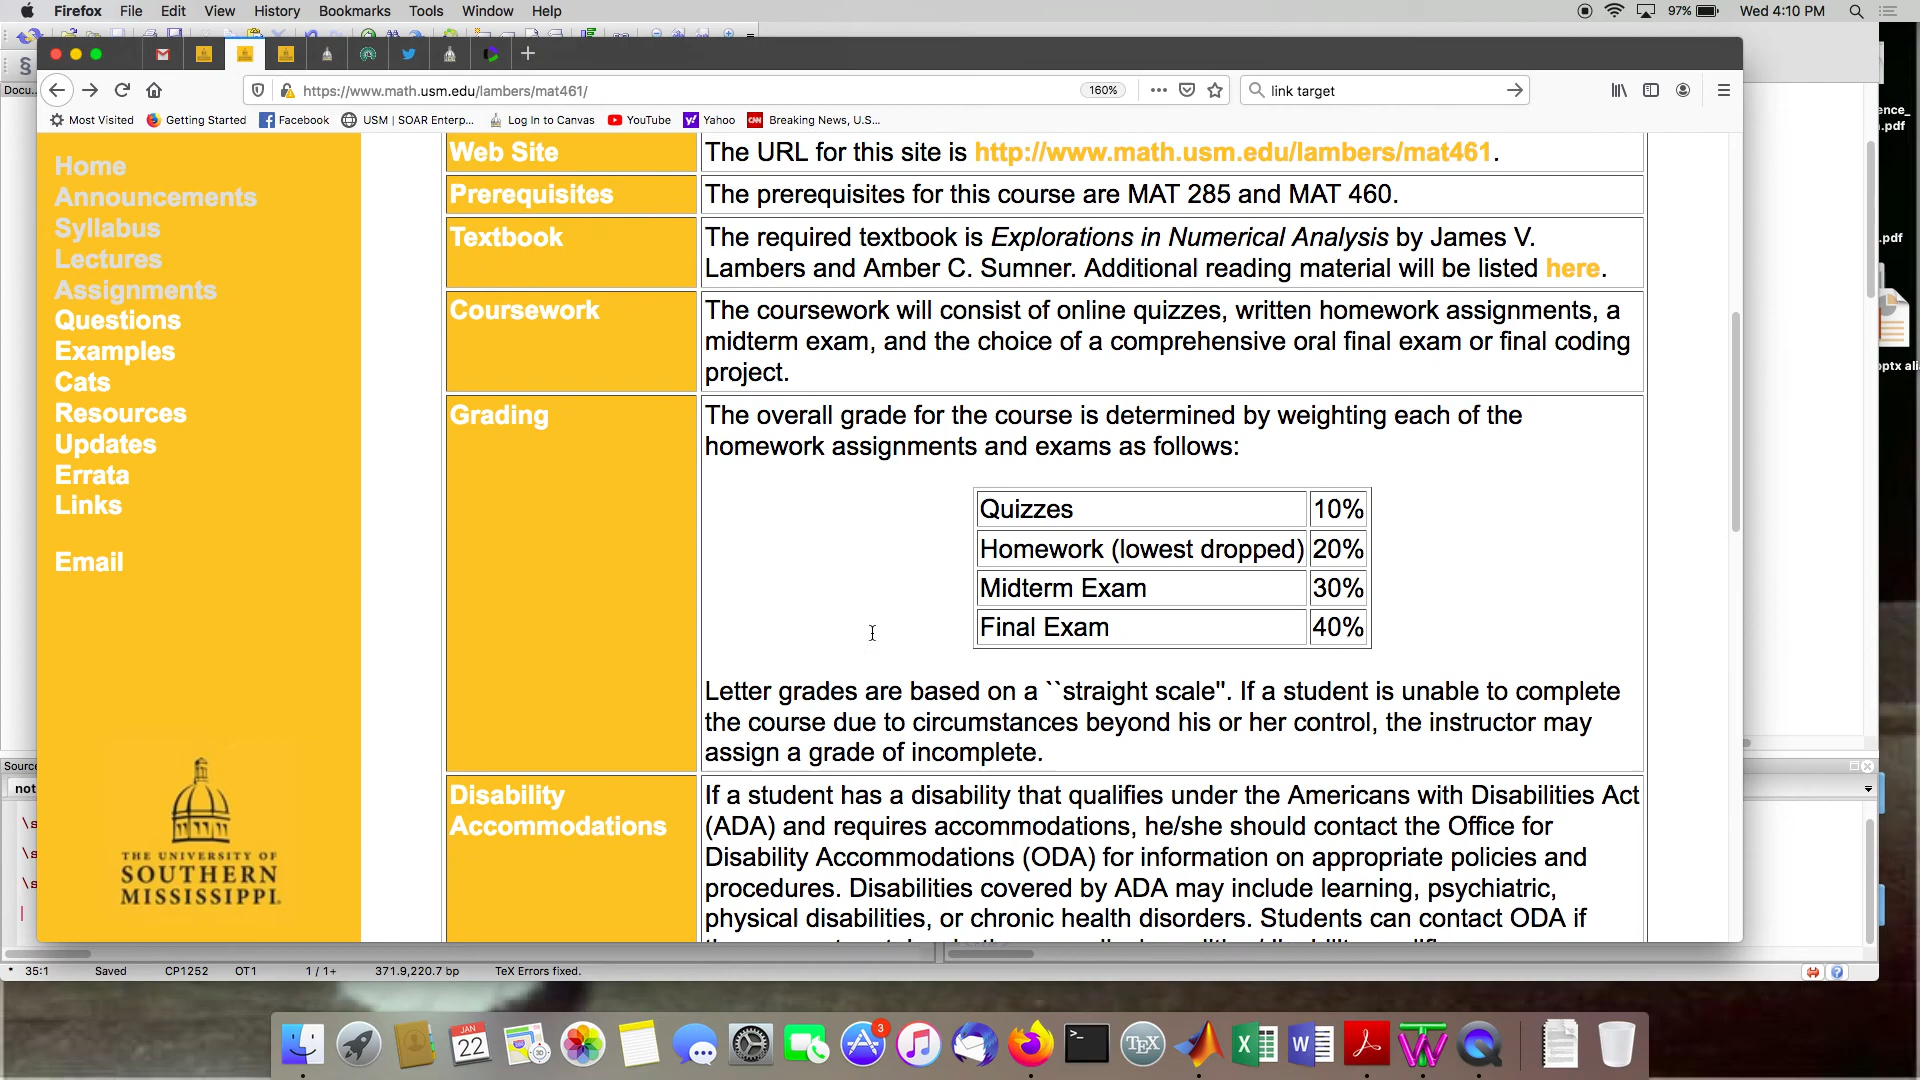 Firefox File Edit View History Bookmarks Tools Window Help 97% Wed 4:10 PM
https://www.math.usm.edu/lambers/mat461/ 160% link target
Most Visited Getting Started Facebook USM | SOAR Enterp... Log In to Canvas YouTube Yahoo Breaking News, U.S...
Docu...
Home
Announcements
Syllabus
Lectures
Assignments
Questions
Examples
Cats
Resources
Updates
Errata
Links
Email
THE UNIVERSITY OF
SOUTHERN
MISSISSIPPI.
Web Site
The URL for this site is http://www.math.usm.edu/lambers/mat461.
Prerequisites
The prerequisites for this course are MAT 285 and MAT 460.
Textbook
The required textbook is Explorations in Numerical Analysis by James V.
Lambers and Amber C. Sumner. Additional reading material will be listed here.
Coursework
The coursework will consist of online quizzes, written homework assignments, a
midterm exam, and the choice of a comprehensive oral final exam or final coding
project.
Grading
The overall grade for the course is determined by weighting each of the
homework assignments and exams as follows:
Quizzes 10%
Homework (lowest dropped) 20%
Midterm Exam 30%
Final Exam 40%
Letter grades are based on a ``straight scale". If a student is unable to complete
the course due to circumstances beyond his or her control, the instructor may
assign a grade of incomplete.
Disability
Accommodations
If a student has a disability that qualifies under the Americans with Disabilities Act
(ADA) and requires accommodations, he/she should contact the Office for
Disability Accommodations (ODA) for information on appropriate policies and
procedures. Disabilities covered by ADA may include learning, psychiatric,
physical disabilities, or chronic health disorders. Students can contact ODA if
ence_
.pdf
.pdf
pptx ali
Source
not
\s
\s
\s
35:1 Saved CP1252 OT1 1 / 1+ 371.9,220.7 bp TeX Errors fixed.
JAN
22
3
TEX